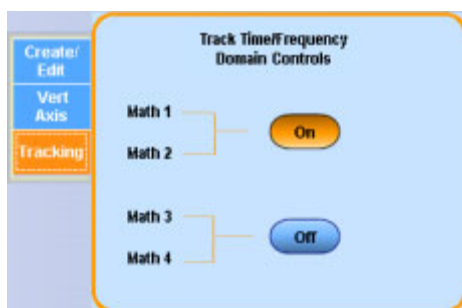 Create/
Edit
Vert
Axis
Tracking
Track Time/Frequency
Domain Controls
Math 1
Math 2
On
Math 3
Math 4
Off